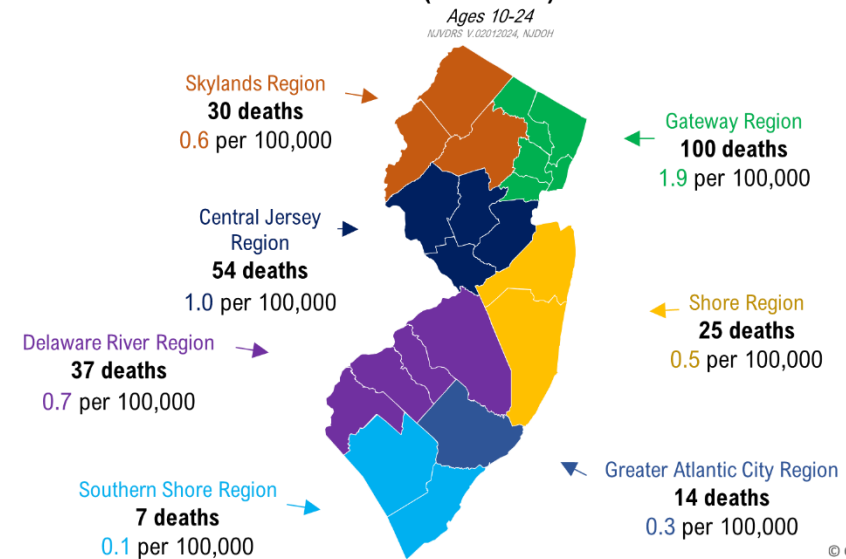 Ages 10-24
NJVDRS V.02012024, NJDOH
Skylands Region
30 deaths
0.6 per 100,000
Gateway Region
100 deaths
1.9 per 100,000
Central Jersey
Region
54 deaths
1.0 per 100,000
Shore Region
25 deaths
0.5 per 100,000
Delaware River Region
37 deaths
0.7 per 100,000
Greater Atlantic City Region
14 deaths
0.3 per 100,000
Southern Shore Region
7 deaths
0.1 per 100,000
©